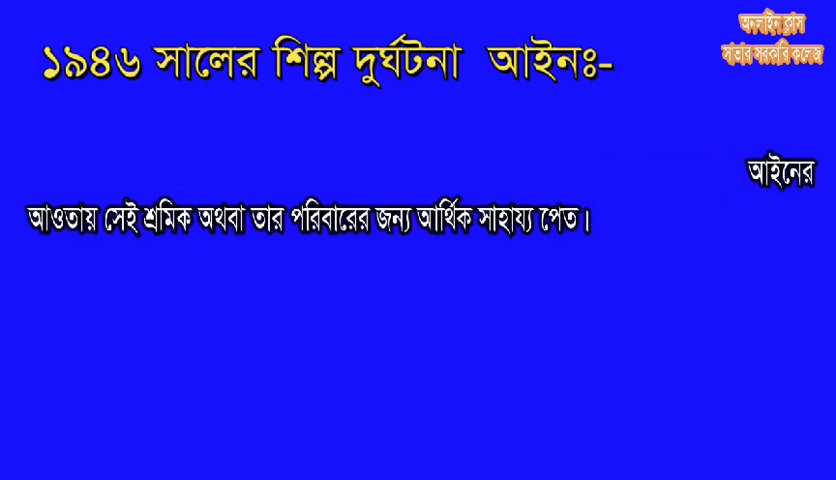 অনলাইন ক্লাস
সাভার সরকারি কলেজ
১৯৪৬ সালের শিল্প দুর্ঘটনা আইনঃ-
আইনের
আওতায় সেই শ্রমিক অথবা তার পরিবারের জন্য আর্থিক সাহায্য পেত।